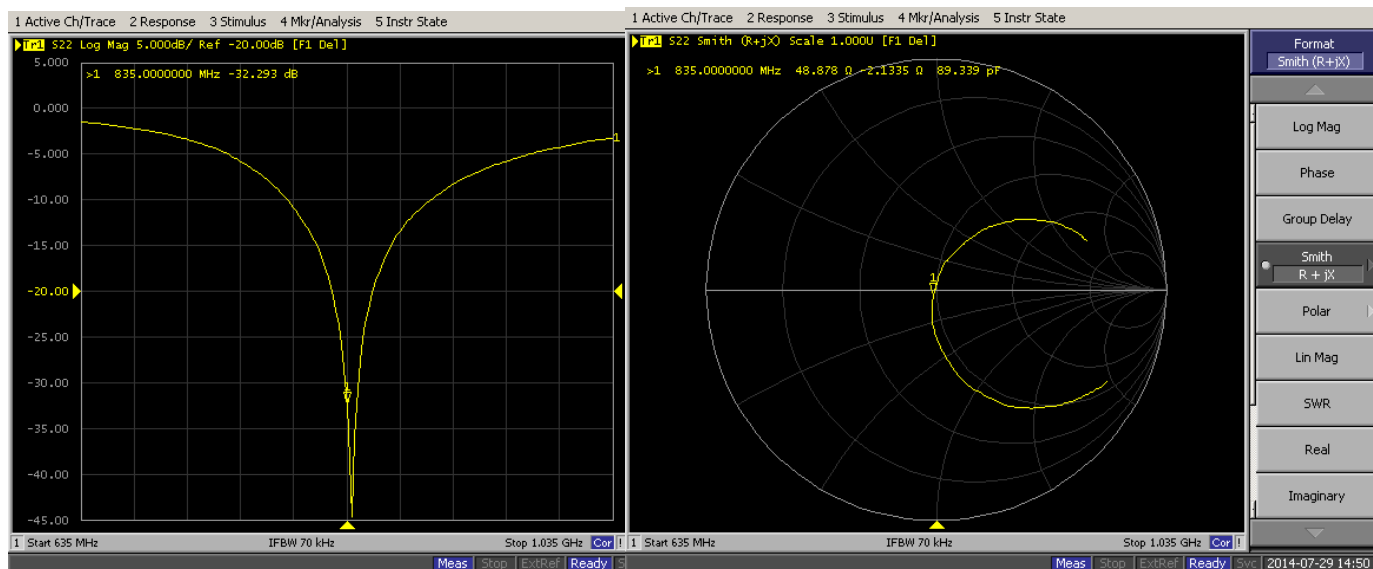 1 Active Ch/Trace 2 Response 3 Stimulus 4 Mkr/Analysis 5 Instr State
Tr1 S22 Log Mag 5.000dB/ Ref -20.00dB [F1 Del]
5.000
>1 835.0000000 MHz -32.293 dB
0.000
-5.000
-10.00
-15.00
-20.00
-25.00
-30.00
-35.00
-40.00
-45.00
1
1
1 Start 635 MHz IFBW 70 kHz Stop 1.035 GHz Cor !
Meas Stop ExtRef Ready S
1 Active Ch/Trace 2 Response 3 Stimulus 4 Mkr/Analysis 5 Instr State
Tr1 S22 Smith (R+jX) Scale 1.000U [F1 Del]
>1 835.0000000 MHz 48.878 Ω -2.1335 Ω 89.339 pF
1
1 Start 635 MHz IFBW 70 kHz Stop 1.035 GHz Cor !
Meas Stop ExtRef Ready Svc 2014-07-29 14:50
Format
Smith (R+jX)
Log Mag
Phase
Group Delay
Smith
R + jX
Polar
Lin Mag
SWR
Real
Imaginary